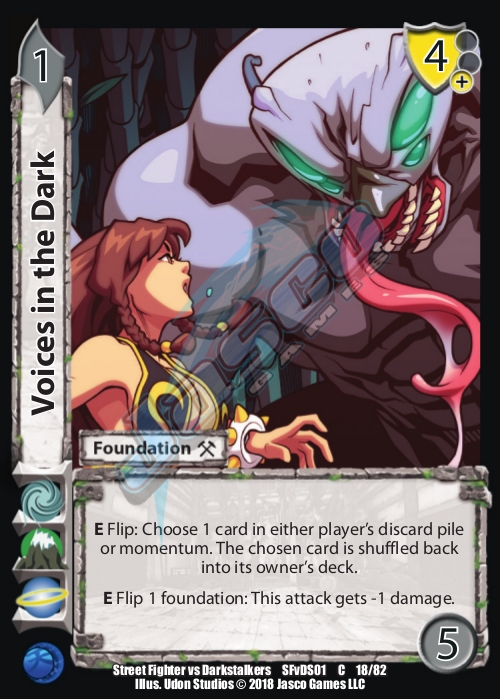 1
4
+
Voices in the Dark
Foundation
E Flip: Choose 1 card in either player's discard pile
or momentum. The chosen card is shuffled back
into its owner's deck.
E Flip 1 foundation: This attack gets -1 damage.
5
Street Fighter vs Darkstalkers SFvDS01 C 18/82
Illus. Udon Studios © 2018 Jasco Games LLC
JASCO
GAMES